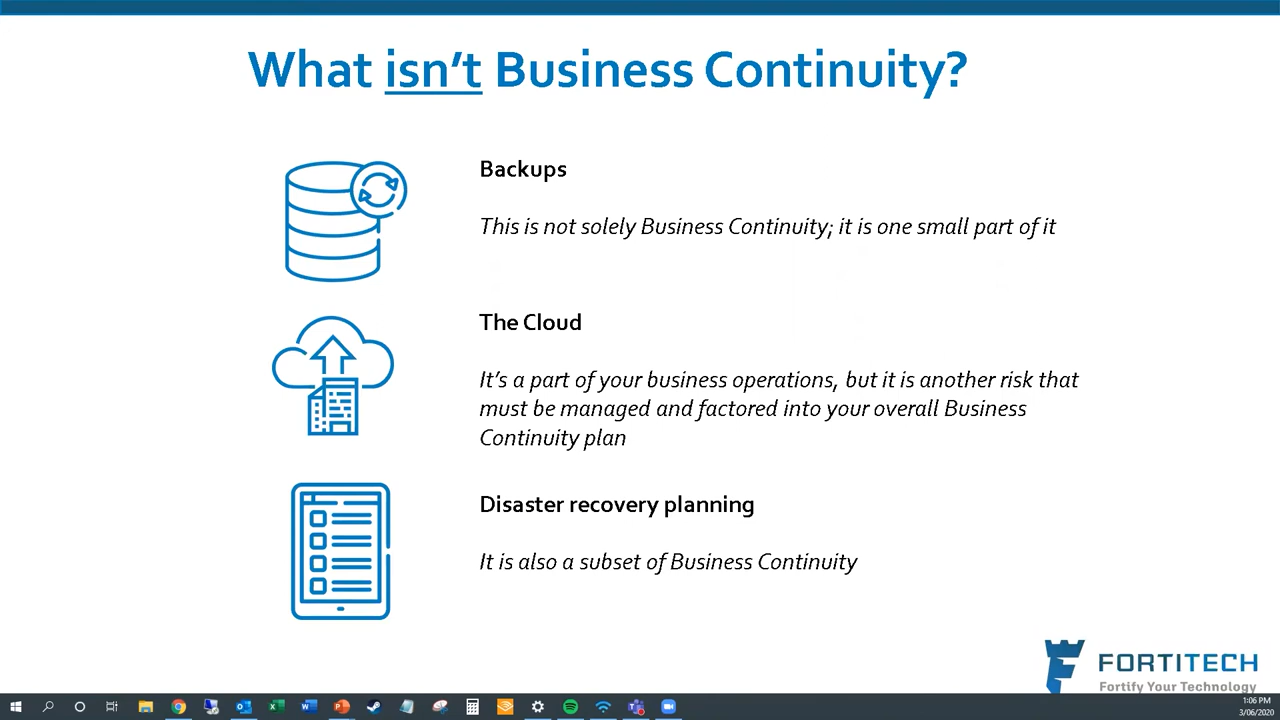 What isn’t Business Continuity?
Backups
This is not solely Business Continuity; it is one small part of it
The Cloud
It’s a part of your business operations, but it is another risk that
must be managed and factored into your overall Business
Continuity plan
Disaster recovery planning
It is also a subset of Business Continuity
FORTITECH
Fortify Your Technology
1:06 PM
3/06/2020